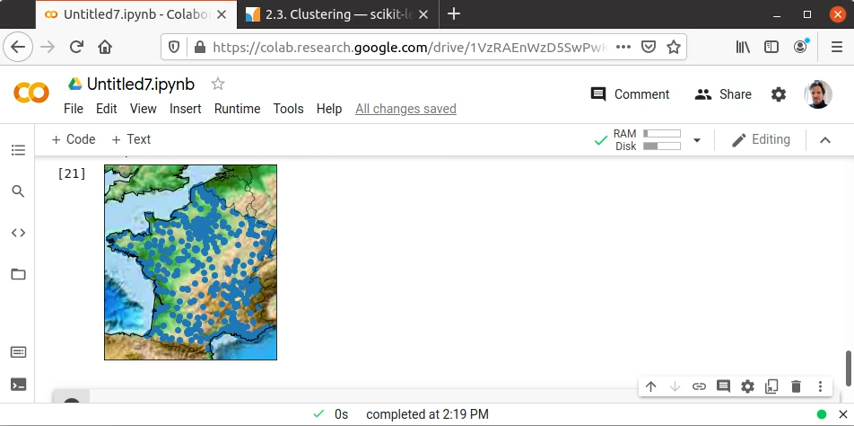 Untitled7.ipynb - Colabo
2.3. Clustering — scikit-le
https://colab.research.google.com/drive/1VzRAEnWzD5SwPwK
Untitled7.ipynb
File Edit View Insert Runtime Tools Help All changes saved
Comment
Share
+ Code + Text
RAM
Disk
Editing
[21]
0s completed at 2:19 PM